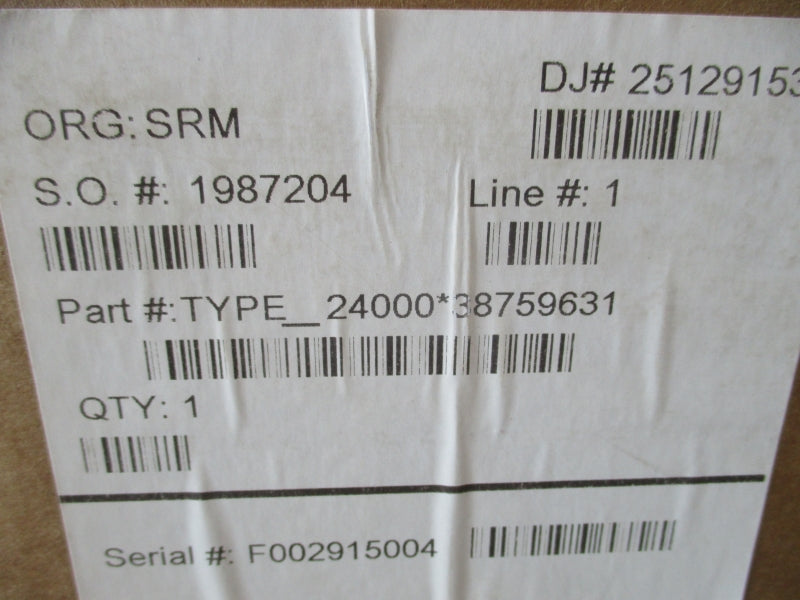 DJ# 25129153
ORG: SRM
S.O. #: 1987204
Line #: 1
Part #:TYPE__24000*38759631
QTY: 1
Serial #: F002915004